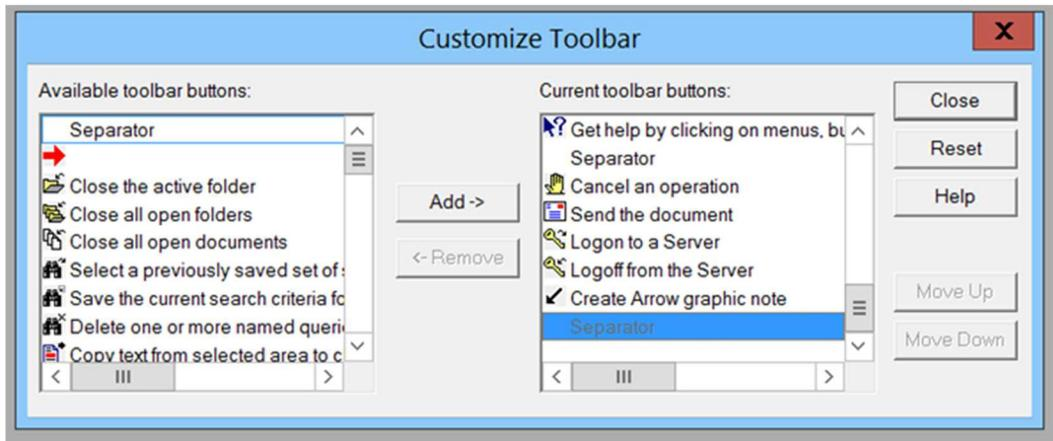 Customize Toolbar
X
Available toolbar buttons:
Separator
Close the active folder
Close all open folders
Close all open documents
Select a previously saved set of
Save the current search criteria fo
Delete one or more named queri
Copy text from selected area to c
Add ->
<- Remove
Current toolbar buttons:
Get help by clicking on menus, bu
Separator
Cancel an operation
Send the document
Logon to a Server
Logoff from the Server
Create Arrow graphic note
Separator
Close
Reset
Help
Move Up
Move Down